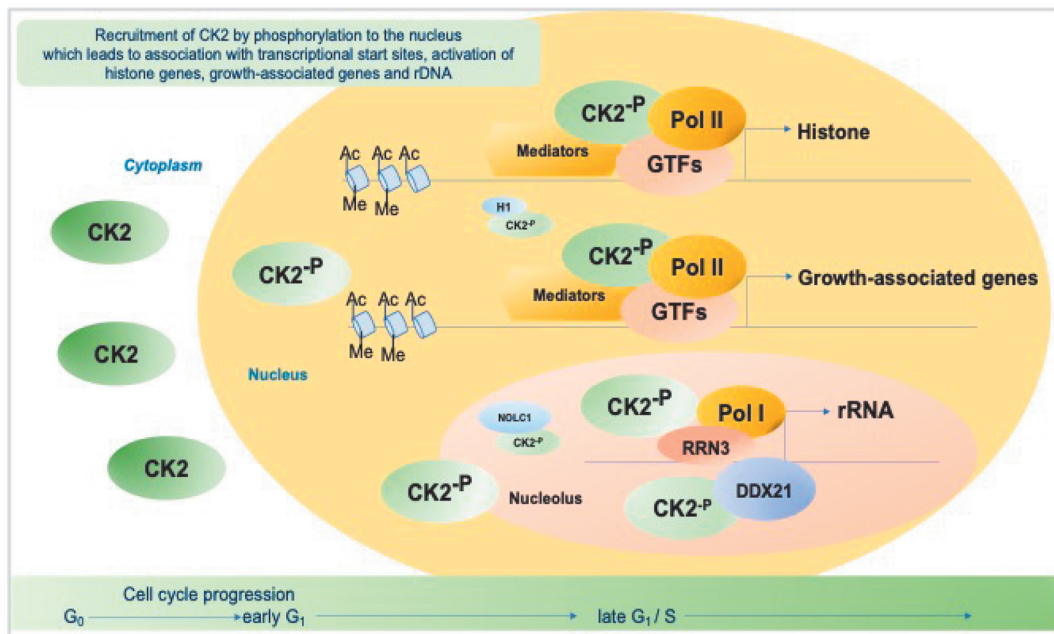 Recruitment of CK2 by phosphorylation to the nucleus
which leads to association with transcriptional start sites, activation of
histone genes, growth-associated genes and rDNA
Cytoplasm
CK2
CK2
CK2
CK2-P
Nucleus
Ac Ac Ac
Me Me
Mediators
CK2-P
Pol II
GTFs
Histone
H1
CK2-P
Ac Ac Ac
Me Me
Mediators
CK2-P
Pol II
GTFs
Growth-associated genes
NOLC1
CK2-P
CK2-P
Pol I
RRN3
rRNA
CK2-P
Nucleolus
CK2-P
DDX21
Cell cycle progression
G0 early G1 late G1 / S